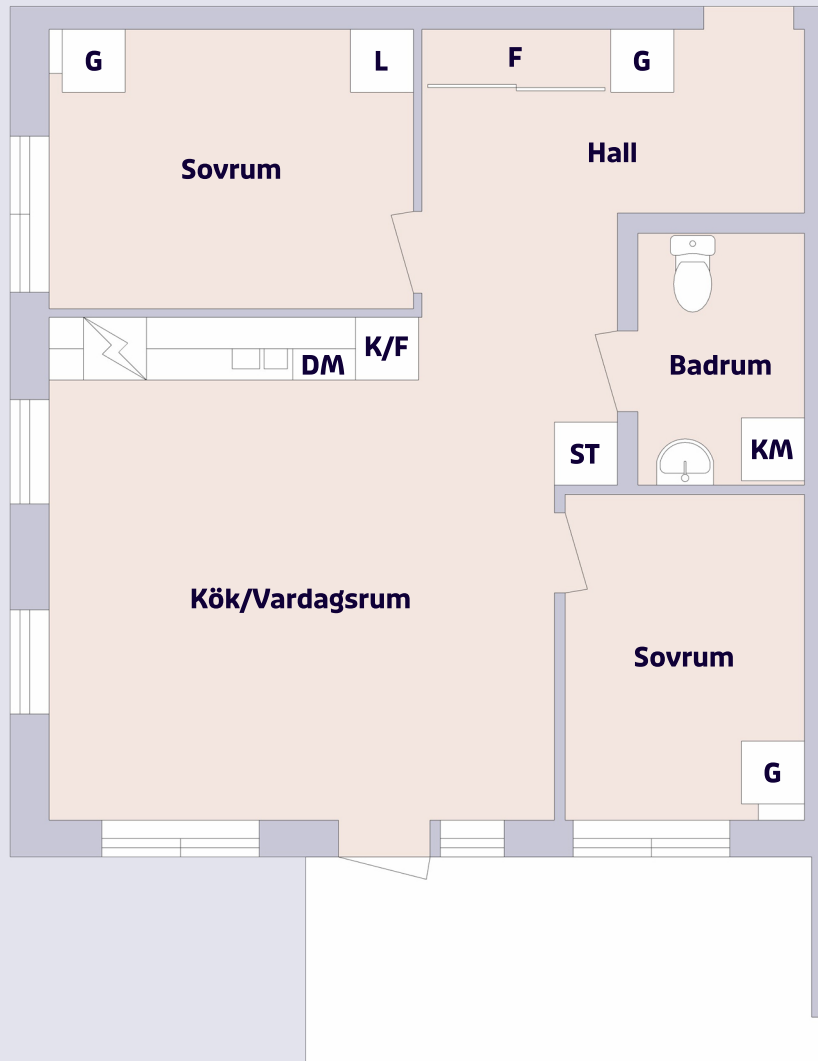 G
L
F
G
Hall
Sovrum
K/F
DM
Badrum
ST
KM
Kök/Vardagsrum
Sovrum
G